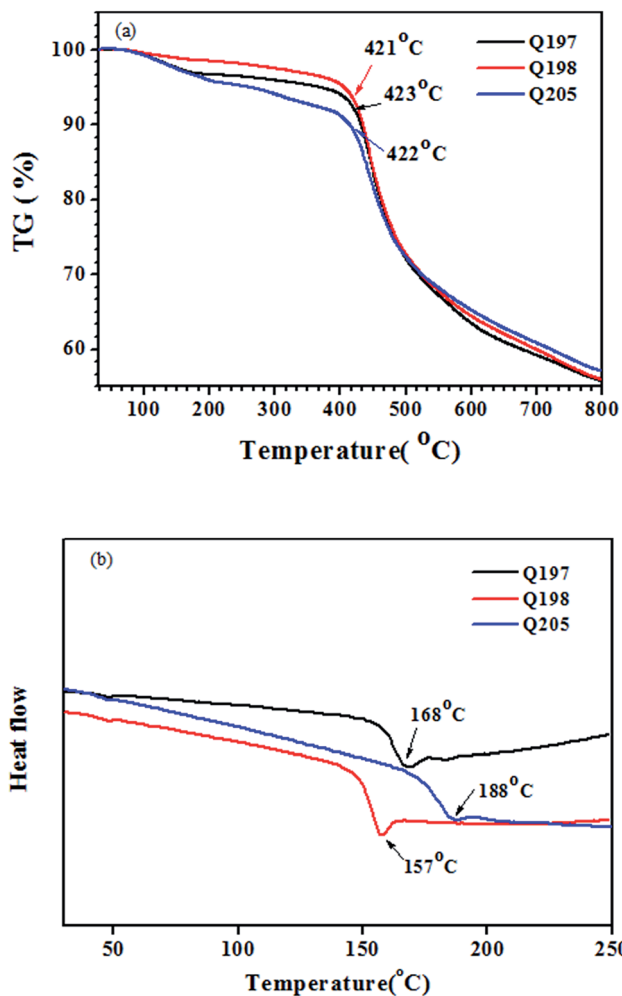 (a)
Q197
Q198
Q205
421°C
423°C
422°C
100
90
80
70
60
TG ( %)
100 200 300 400 500 600 700 800
Temperature( °C)
(b)
Q197
Q198
Q205
168°C
188°C
157°C
Heat flow
50 100 150 200 250
Temperature(°C)